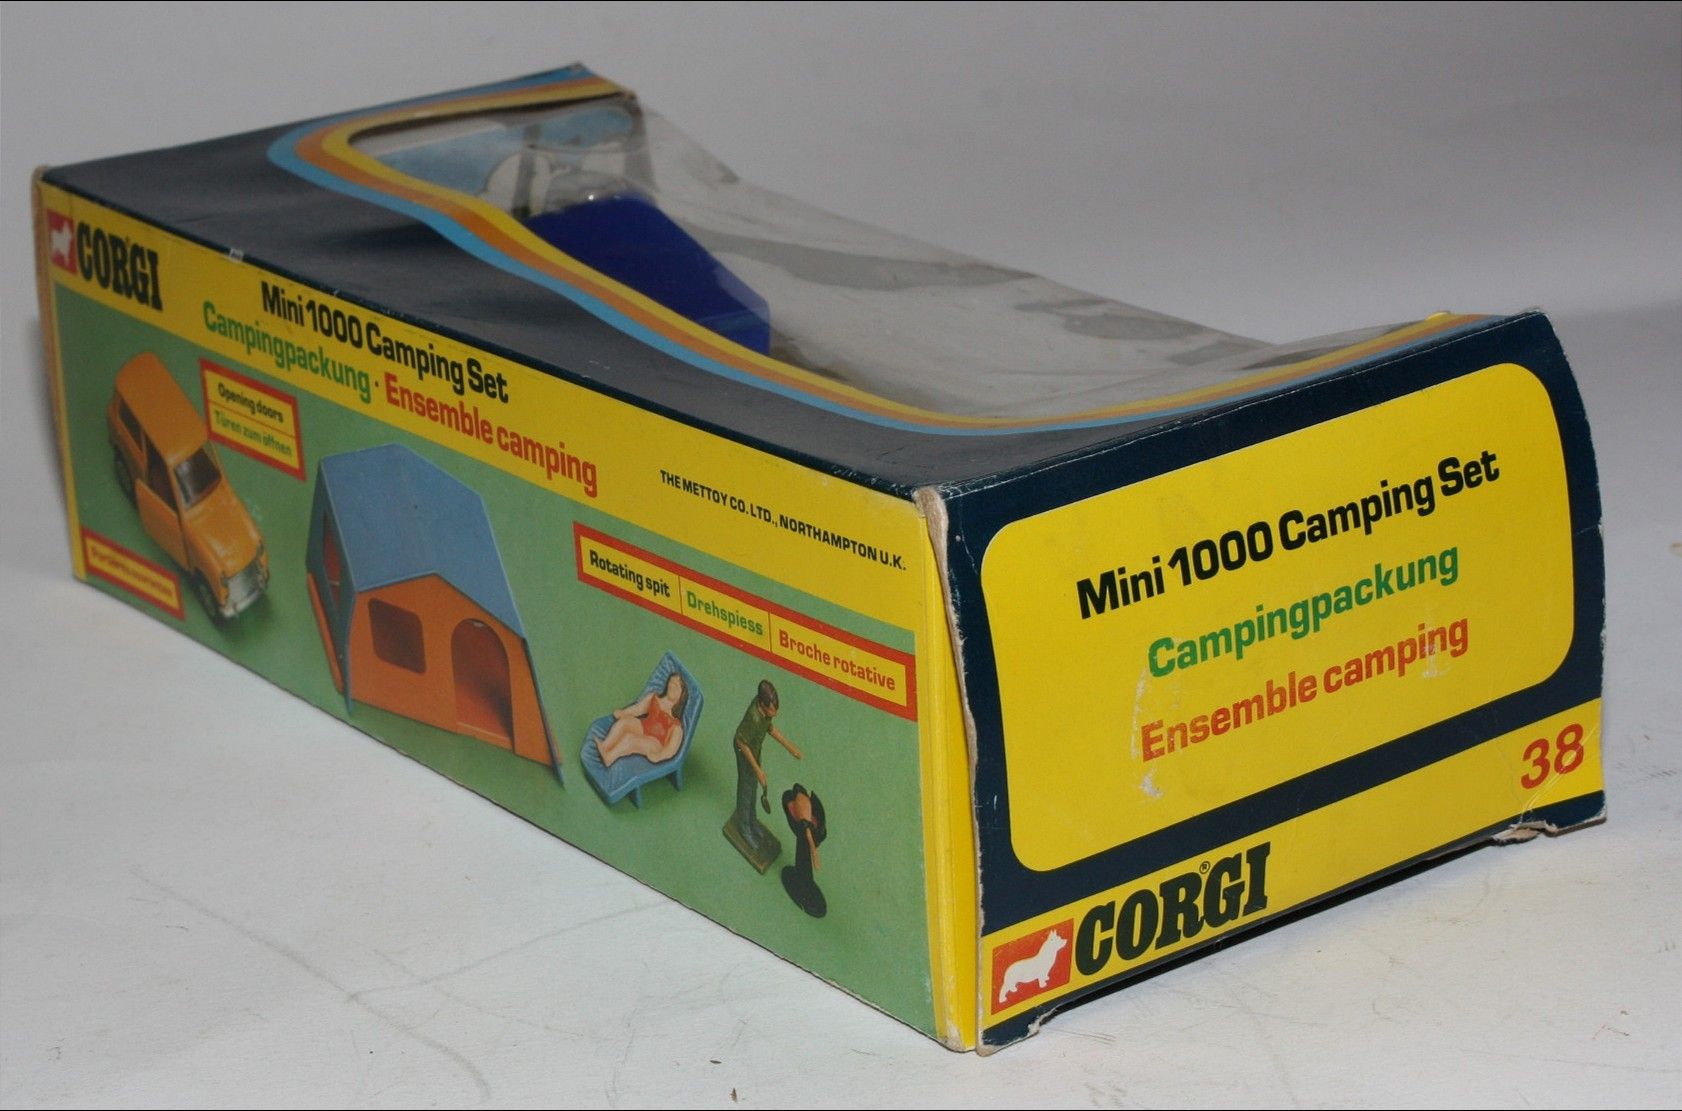 CORGI
Mini 1000 Camping Set
Campingpackung · Ensemble camping
THE METTOY CO. LTD., NORTHAMPTON U.K.
Opening doors
Türen zum öffnen
Rotating spit Drehspiess Broche rotative
Mini 1000 Camping Set
Campingpackung
Ensemble camping
38
CORGI®